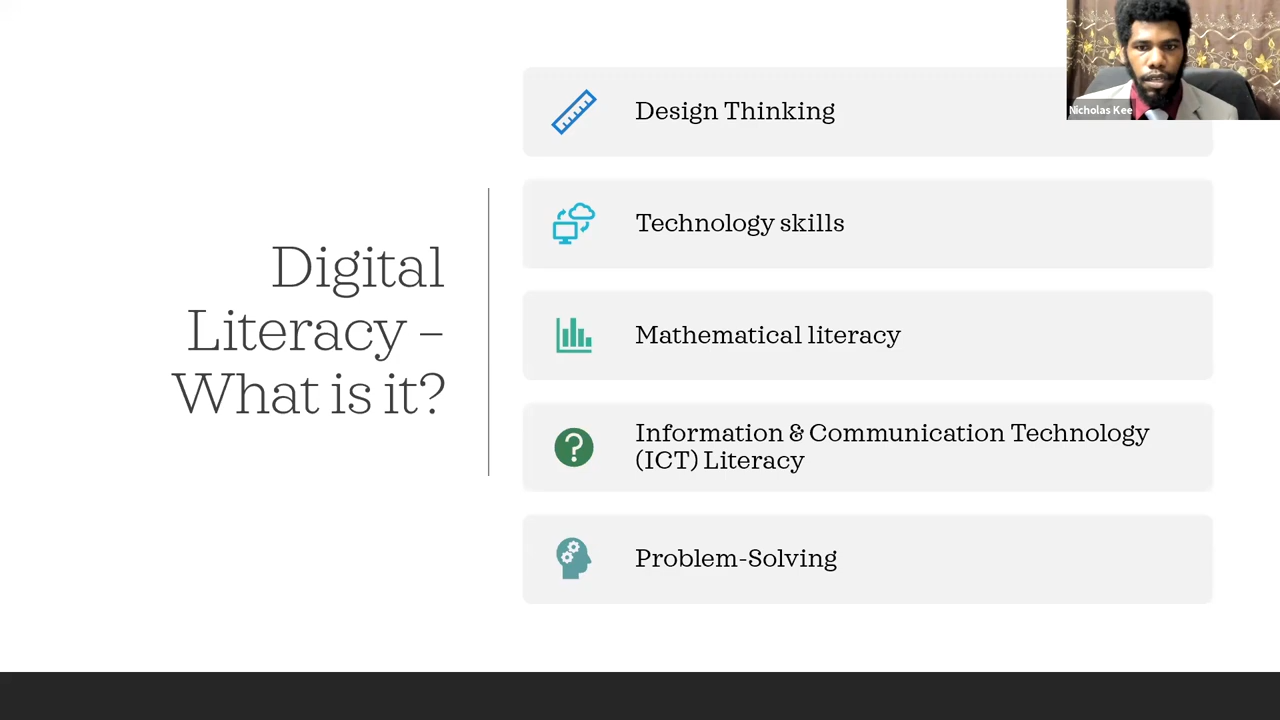 Digital
Literacy –
What is it?
Design Thinking
Technology skills
Mathematical literacy
Information & Communication Technology
(ICT) Literacy
Problem-Solving
Nicholas Kee